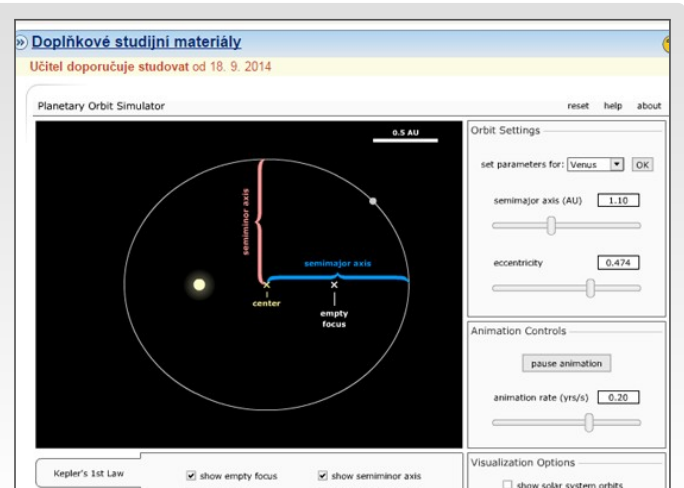 Doplňkové studijní materiály
Učitel doporučuje studovat od 18. 9. 2014
Planetary Orbit Simulator
reset help about
0.5 AU
semiminor axis
semimajor axis
center
empty
focus
Orbit Settings
set parameters for: Venus OK
semimajor axis (AU) 1.10
eccentricity 0.474
Animation Controls
pause animation
animation rate (yrs/s) 0.20
Kepler's 1st Law
show empty focus
show semiminor axis
Visualization Options
show solar system orbits